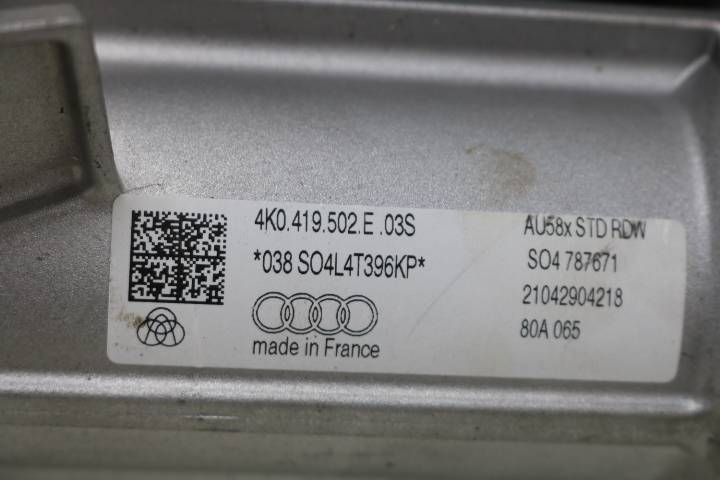 4K0.419.502.E .03S
*038 SO4L4T396KP*
made in France
AU58x STD RDW
SO4 787671
21042904218
80A 065